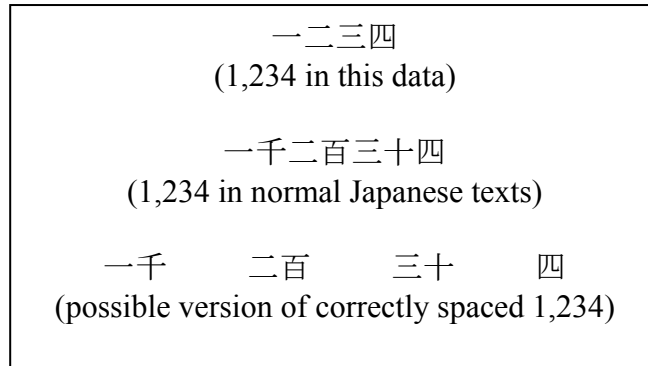 一二三四
(1,234 in this data)
一千二百三十四
(1,234 in normal Japanese texts)
一千 二百 三十 四
(possible version of correctly spaced 1,234)